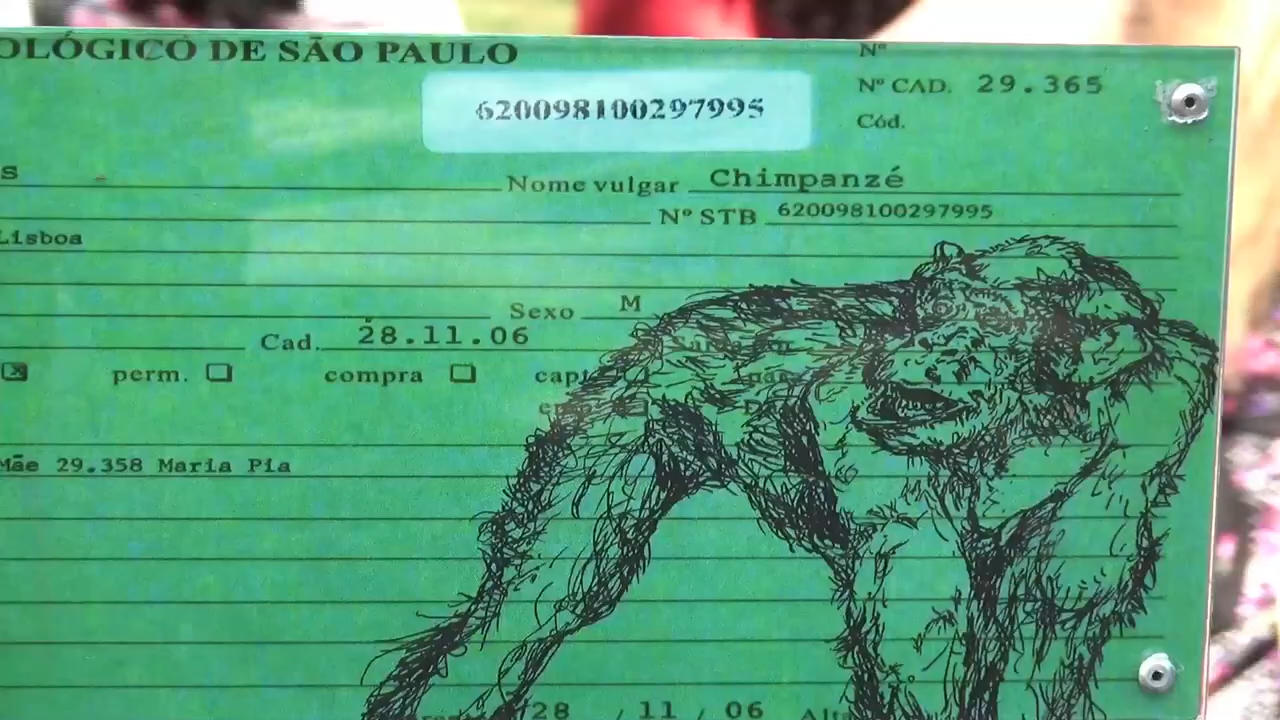 OLÓGICO DE SÃO PAULO
Nº
620098100297995
Nº CAD. 29.365
Cód.
s
Nome vulgar Chimpanzé
Nº STB 620098100297995
Lisboa
Sexo M
Cad. 28.11.06
perm. compra
Mãe 29.358 Maria Pia
28 / 11 / 06